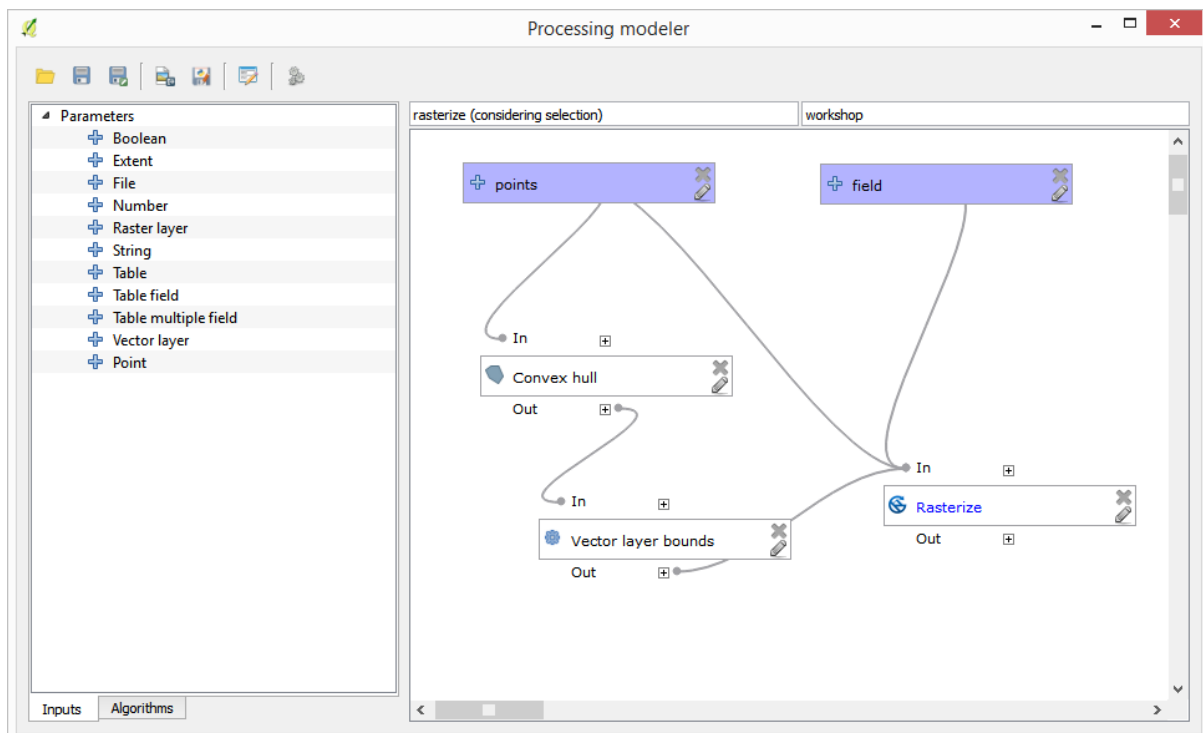 Processing modeler
Parameters
Boolean
Extent
File
Number
Raster layer
String
Table
Table field
Table multiple field
Vector layer
Point
Inputs
Algorithms
rasterize (considering selection)
workshop
points
field
In
Convex hull
Out
In
Rasterize
Out
In
Vector layer bounds
Out